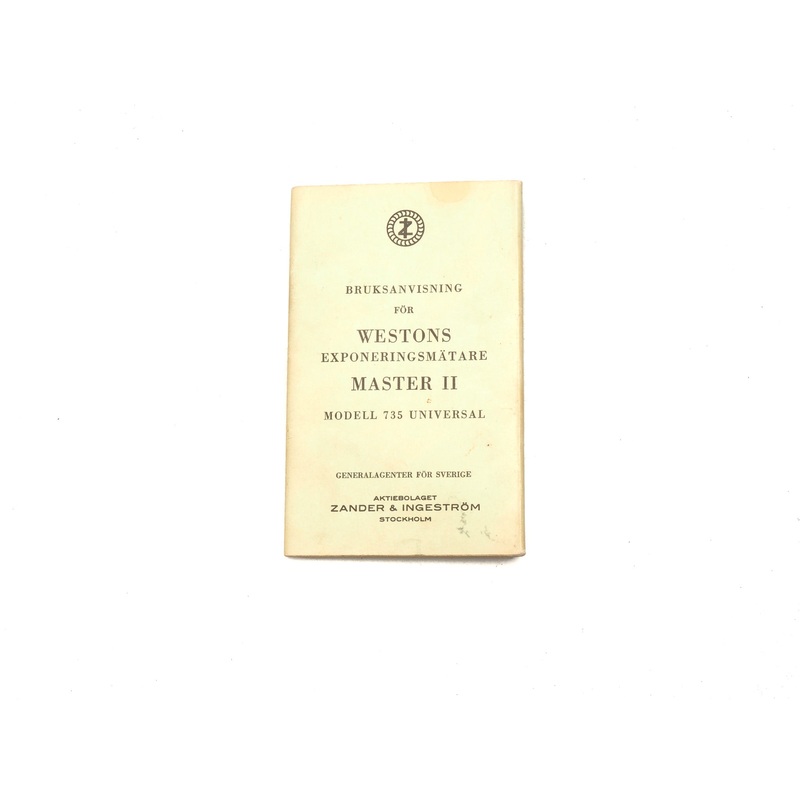 BRUKSANVISNING
FÖR
WESTONS
EXPONERINGSMÄTARE
MASTER II
MODELL 735 UNIVERSAL
GENERALAGENTER FÖR SVERIGE
AKTIEBOLAGET
ZANDER & INGESTRÖM
STOCKHOLM